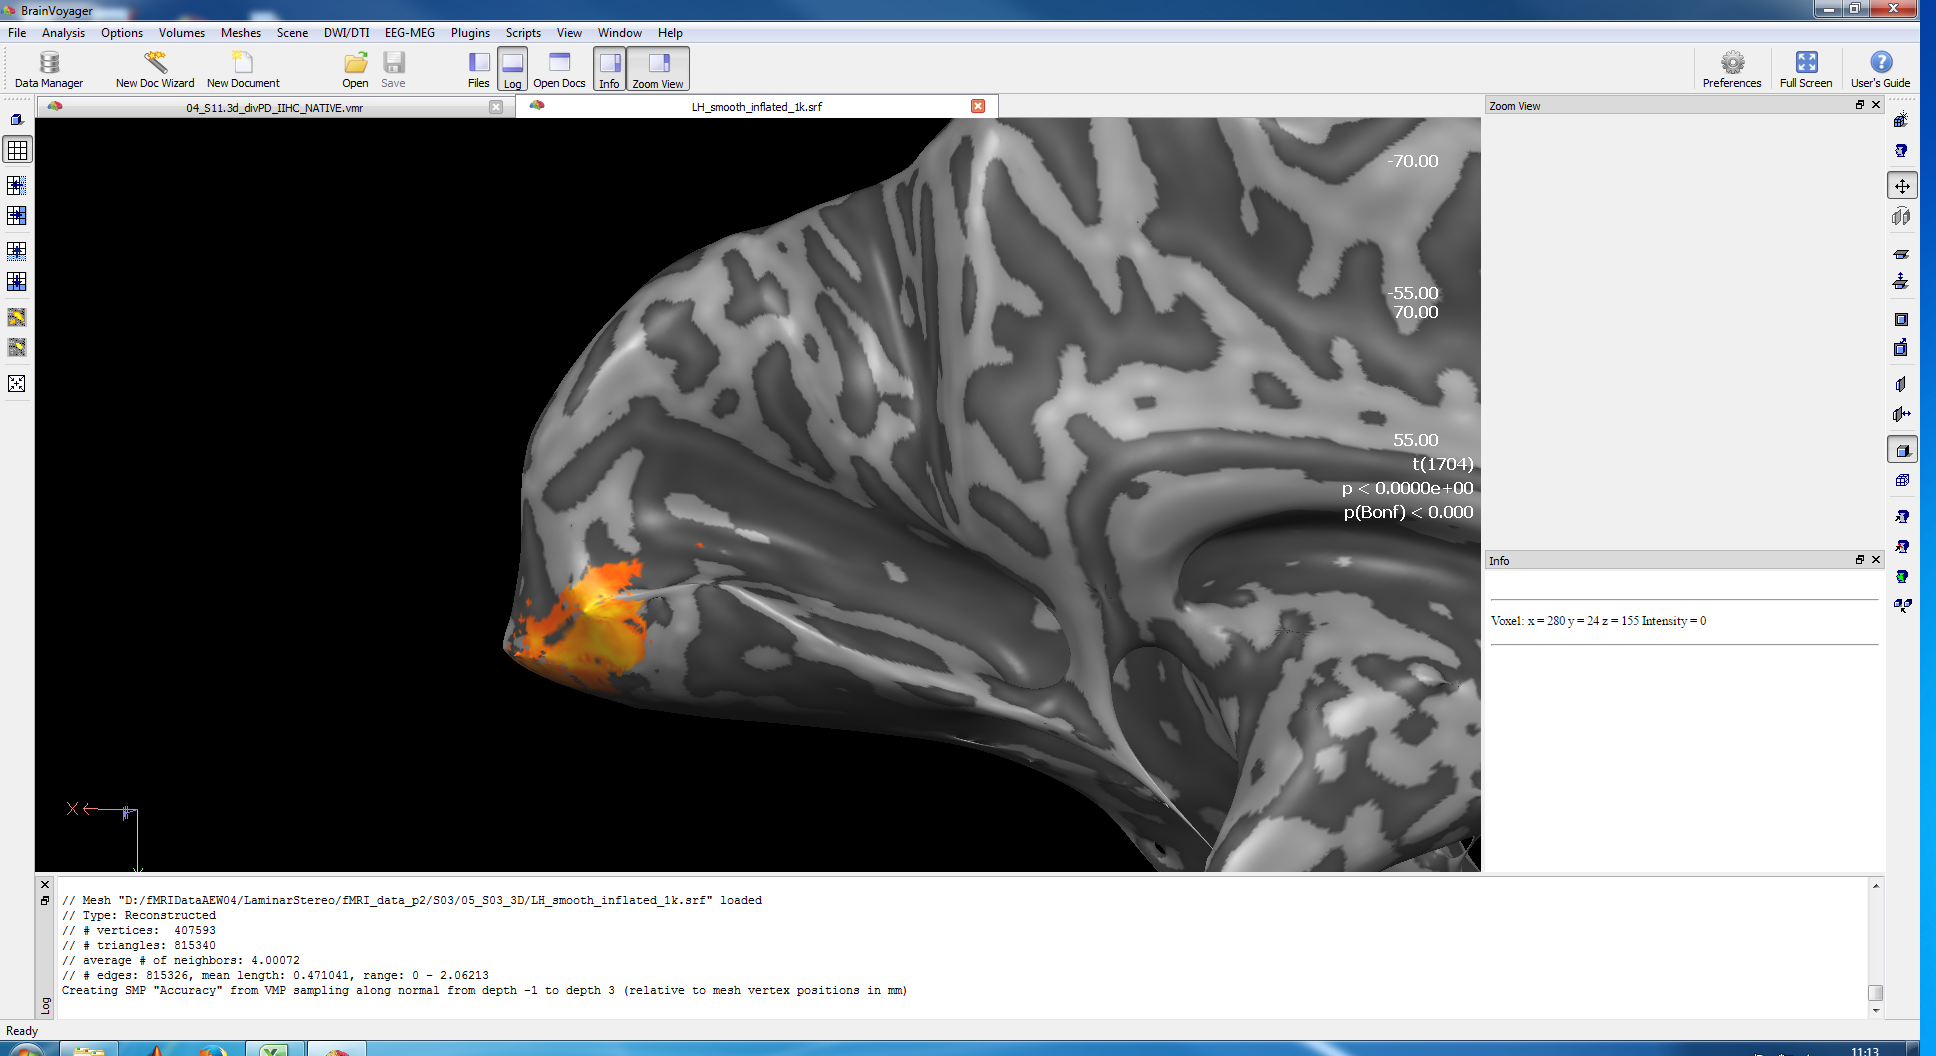 BrainVoyager
File Analysis Options Volumes Meshes Scene DWI/DTI EEG-MEG Plugins Scripts View Window Help
Data Manager New Doc Wizard New Document Open Save Files Log Open Docs Info Zoom View Preferences Full Screen User's Guide
04_S11.3d_divPD_IIHC_NATIVE.vmr LH_smooth_inflated_1k.srf
Zoom View
-70.00
-55.00
70.00
55.00
t(1704)
p < 0.0000e+00
p(Bonf) < 0.000
Info
Voxel: x = 280 y = 24 z = 155 Intensity = 0
X
// Mesh "D:/fMRIDataAEW04/LaminarStereo/fMRI_data_p2/S03/05_S03_3D/LH_smooth_inflated_1k.srf" loaded
// Type: Reconstructed
// # vertices: 407593
// # triangles: 815340
// average # of neighbors: 4.00072
// # edges: 815326, mean length: 0.471041, range: 0 - 2.06213
Creating SMP "Accuracy" from VMP sampling along normal from depth -1 to depth 3 (relative to mesh vertex positions in mm)
Log
Ready
11:13